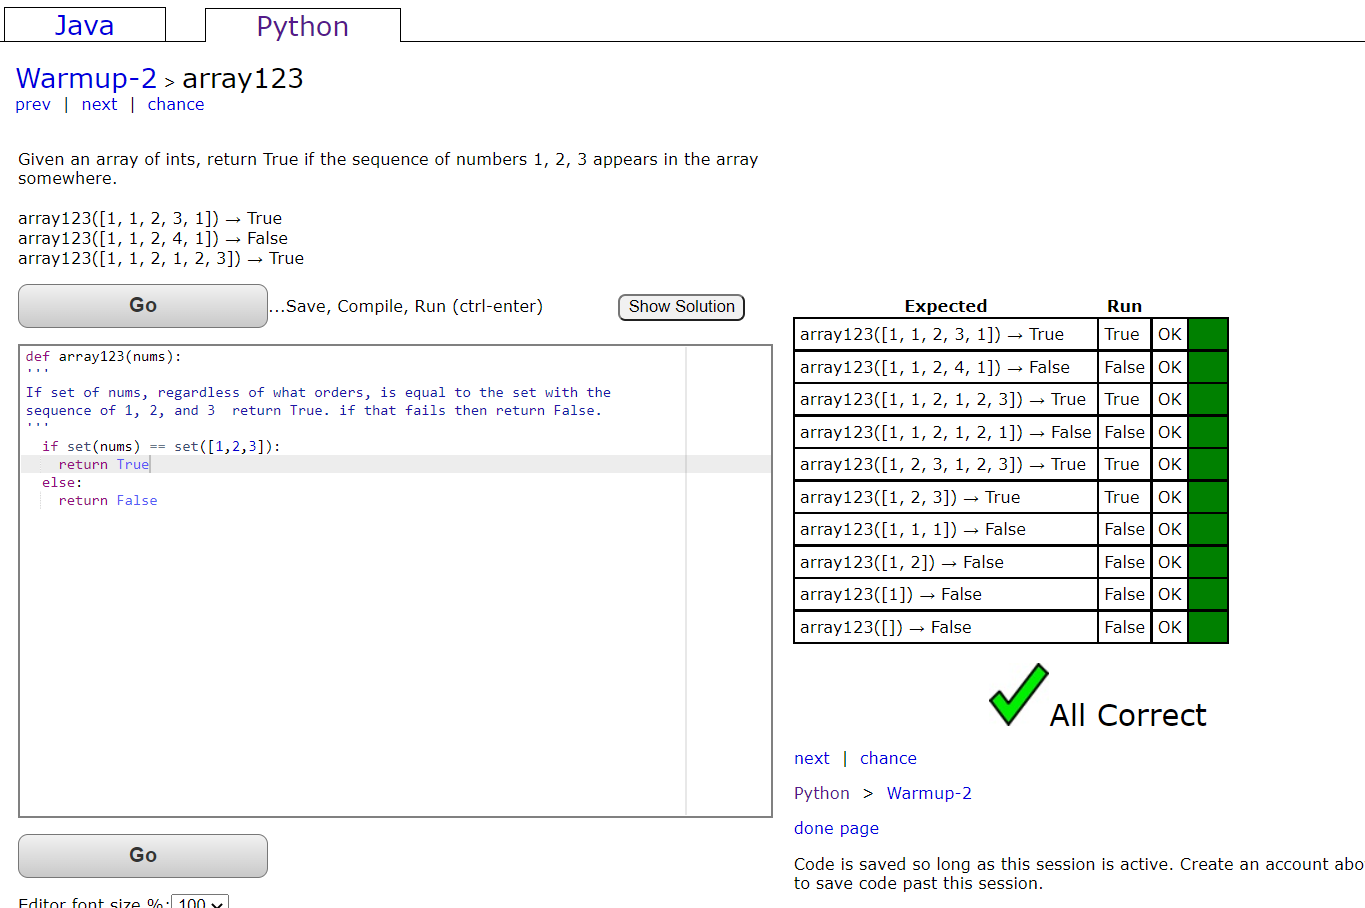 Java
Python
Warmup-2 > array123
prev | next | chance
Given an array of ints, return True if the sequence of numbers 1, 2, 3 appears in the array
somewhere.
array123([1, 1, 2, 3, 1]) → True
array123([1, 1, 2, 4, 1]) → False
array123([1, 1, 2, 1, 2, 3]) → True
Go
...Save, Compile, Run (ctrl-enter)
Show Solution
def array123(nums):
'''
If set of nums, regardless of what orders, is equal to the set with the
sequence of 1, 2, and 3  return True. if that fails then return False.
'''
  if set(nums) == set([1,2,3]):
    return True
  else:
    return False
Go
Editor font size %: 100
Expected Run
array123([1, 1, 2, 3, 1]) → True True OK
array123([1, 1, 2, 4, 1]) → False False OK
array123([1, 1, 2, 1, 2, 3]) → True True OK
array123([1, 1, 2, 1, 2, 1]) → False False OK
array123([1, 2, 3, 1, 2, 3]) → True True OK
array123([1, 2, 3]) → True True OK
array123([1, 1, 1]) → False False OK
array123([1, 2]) → False False OK
array123([1]) → False False OK
array123([]) → False False OK
All Correct
next | chance
Python > Warmup-2
done page
Code is saved so long as this session is active. Create an account abo
to save code past this session.